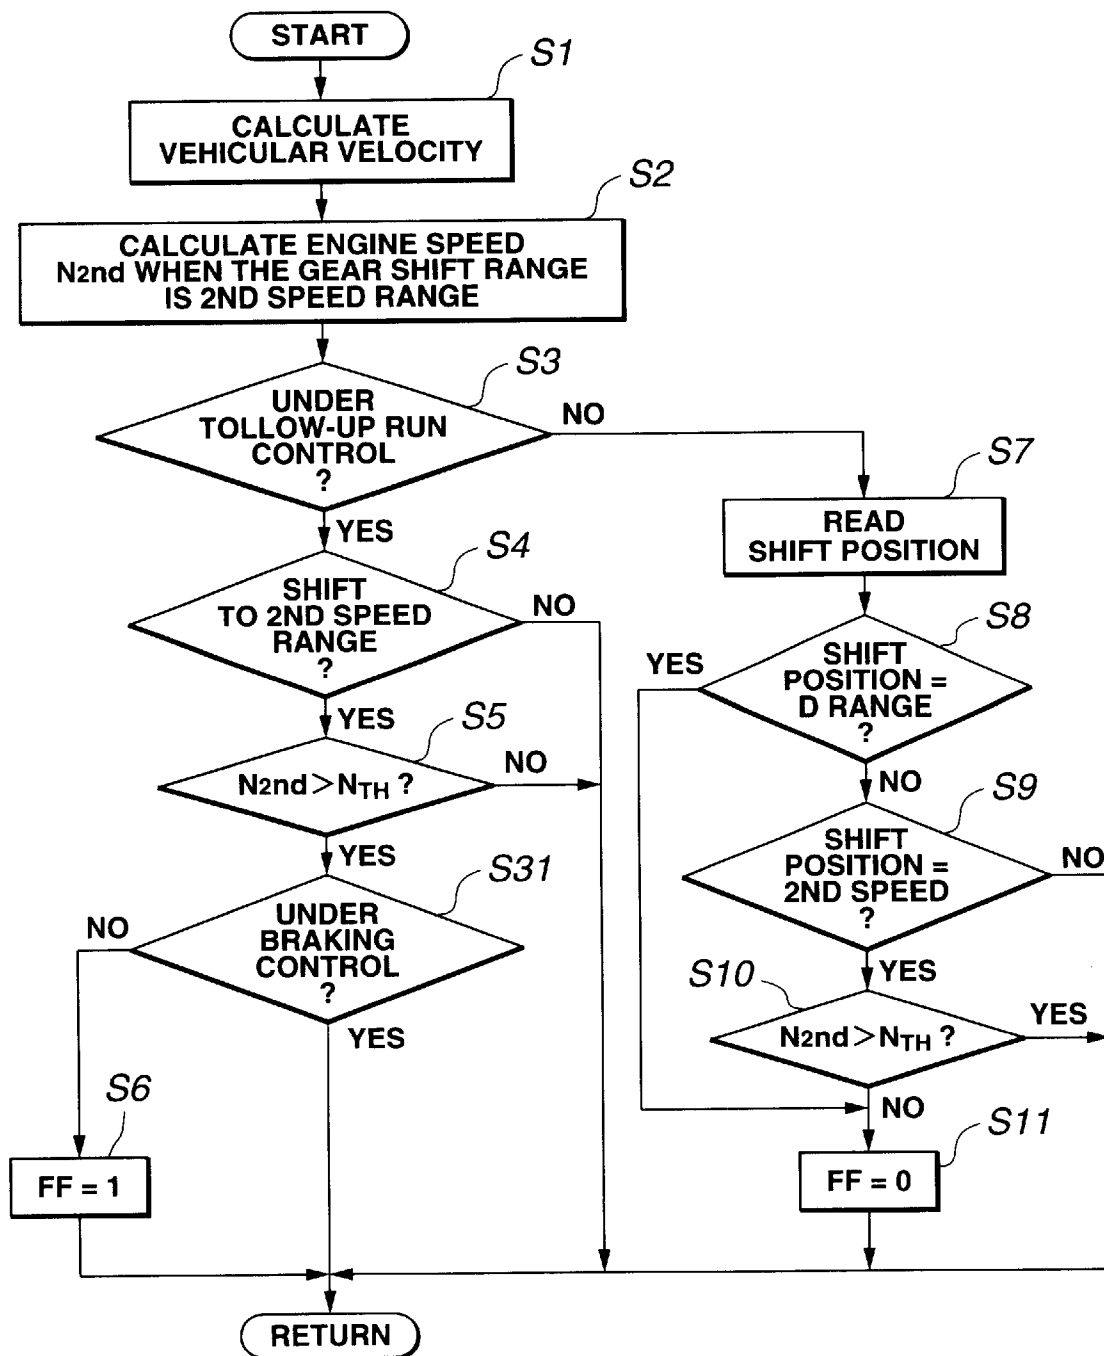 START
S1
CALCULATE
VEHICULAR VELOCITY
S2
CALCULATE ENGINE SPEED
N2nd WHEN THE GEAR SHIFT RANGE
IS 2ND SPEED RANGE
S3
UNDER
TOLLOW-UP RUN
CONTROL
?
NO
YES
S4
SHIFT
TO 2ND SPEED
RANGE
?
NO
YES
S5
N2nd > NTH ?
NO
YES
S31
UNDER
BRAKING
CONTROL
?
NO
YES
S6
FF = 1
S7
READ
SHIFT POSITION
S8
SHIFT
POSITION =
D RANGE
?
YES
NO
S9
SHIFT
POSITION =
2ND SPEED
?
NO
YES
S10
N2nd > NTH ?
YES
NO
S11
FF = 0
RETURN